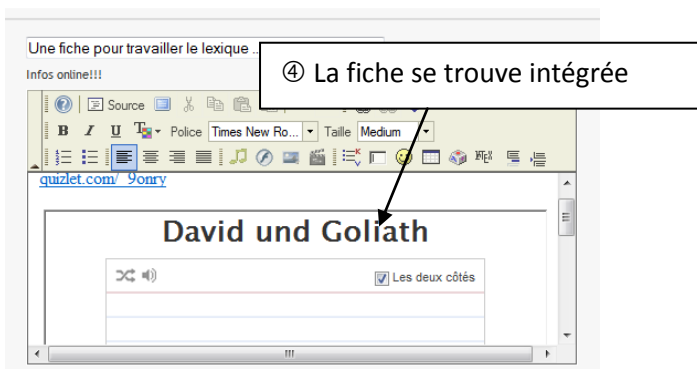 Une fiche pour travailler le lexique ..
④ La fiche se trouve intégrée
Infos online!!!
Source
B I U Police Times New Ro... Taille Medium
quizlet.com/_9onry
David und Goliath
Les deux côtés